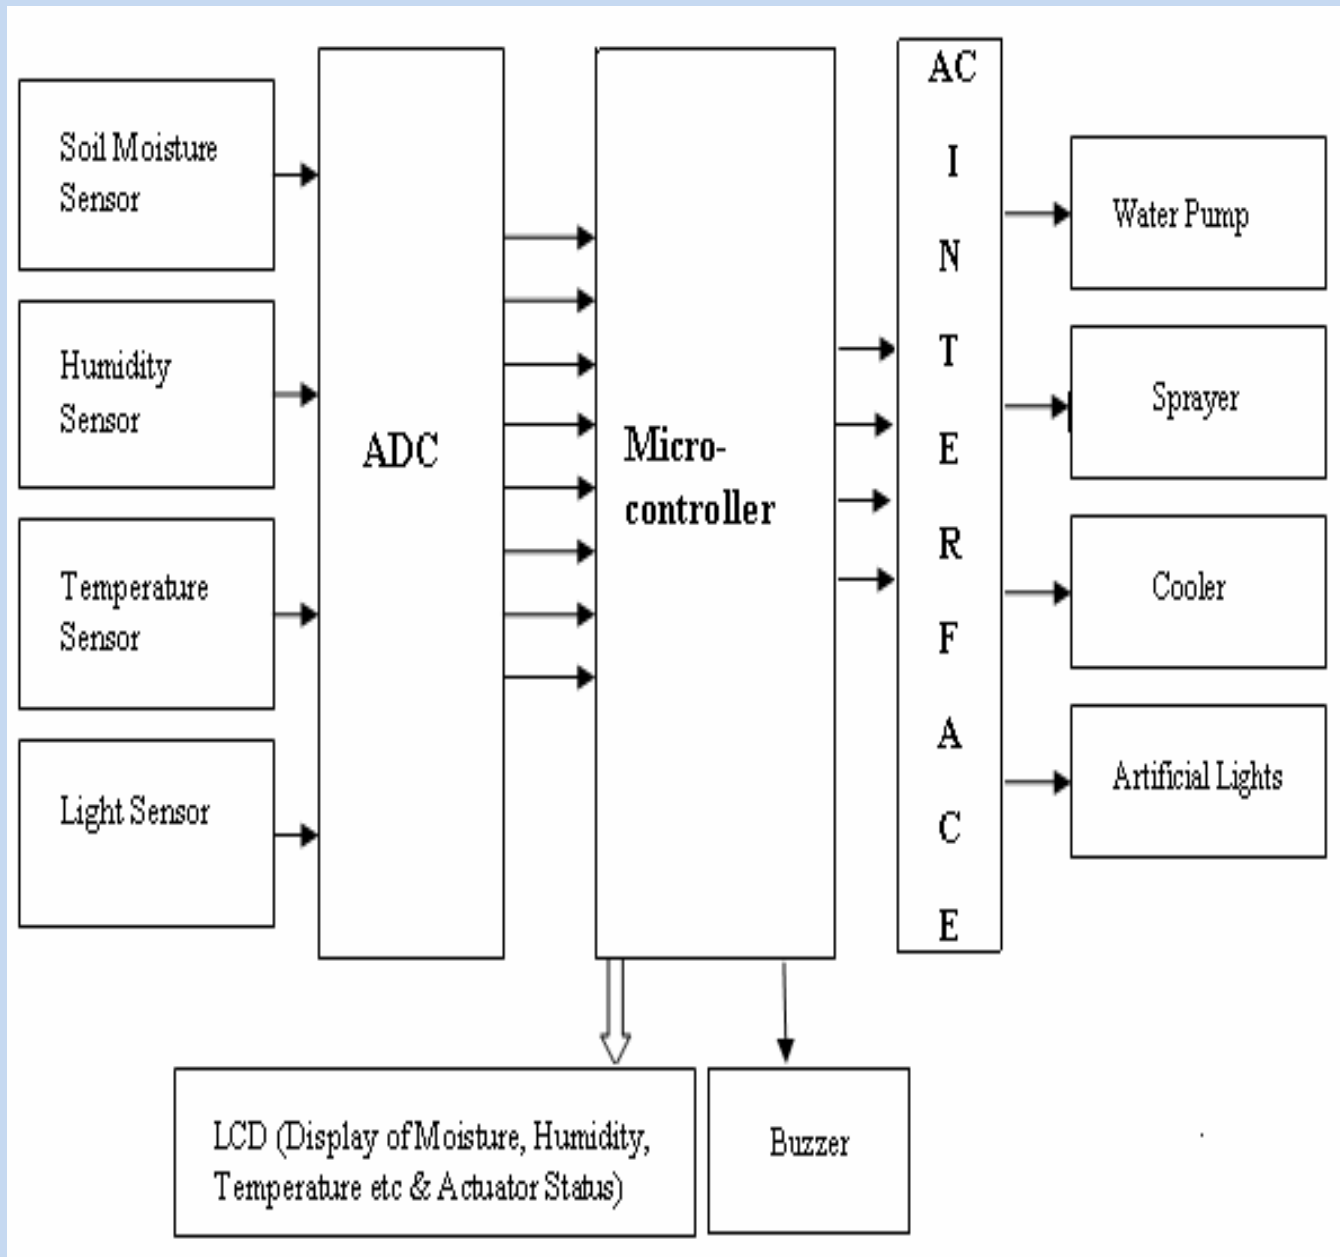 Soil Moisture
Sensor
Humidity
Sensor
Temperature
Sensor
Light Sensor
ADC
Micro-
controller
AC
I
N
T
E
R
F
A
C
E
Water Pump
Sprayer
Cooler
Artificial Lights
LCD (Display of Moisture, Humidity,
Temperature etc & Actuator Status)
Buzzer